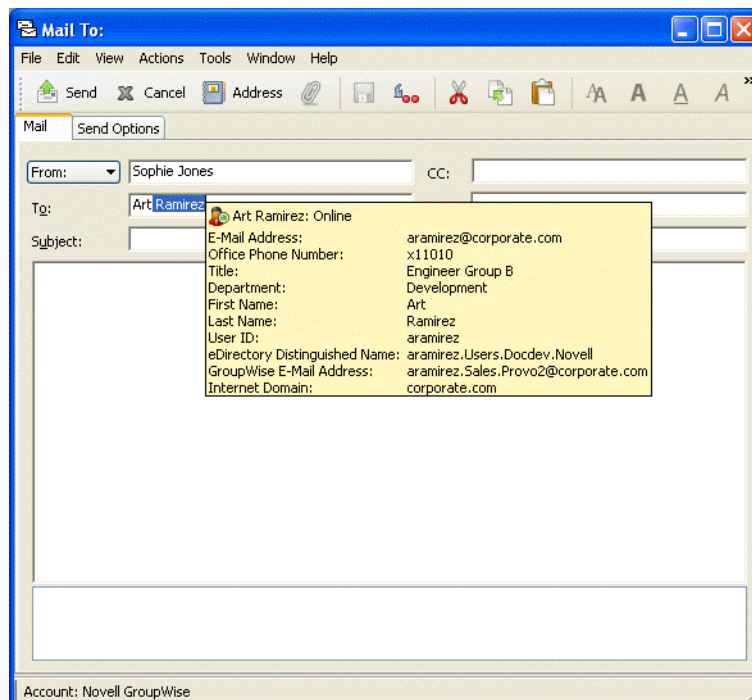 Mail To:
File Edit View Actions Tools Window Help
Send Cancel Address A A A A »
Mail Send Options
From: Sophie Jones CC:
To: Art Ramirez
Subject:
Art Ramirez: Online
E-Mail Address: aramirez@corporate.com
Office Phone Number: x11010
Title: Engineer Group B
Department: Development
First Name: Art
Last Name: Ramirez
User ID: aramirez
eDirectory Distinguished Name: aramirez.Users.Docdev.Novell
GroupWise E-Mail Address: aramirez.Sales.Provo2@corporate.com
Internet Domain: corporate.com
Account: Novell GroupWise